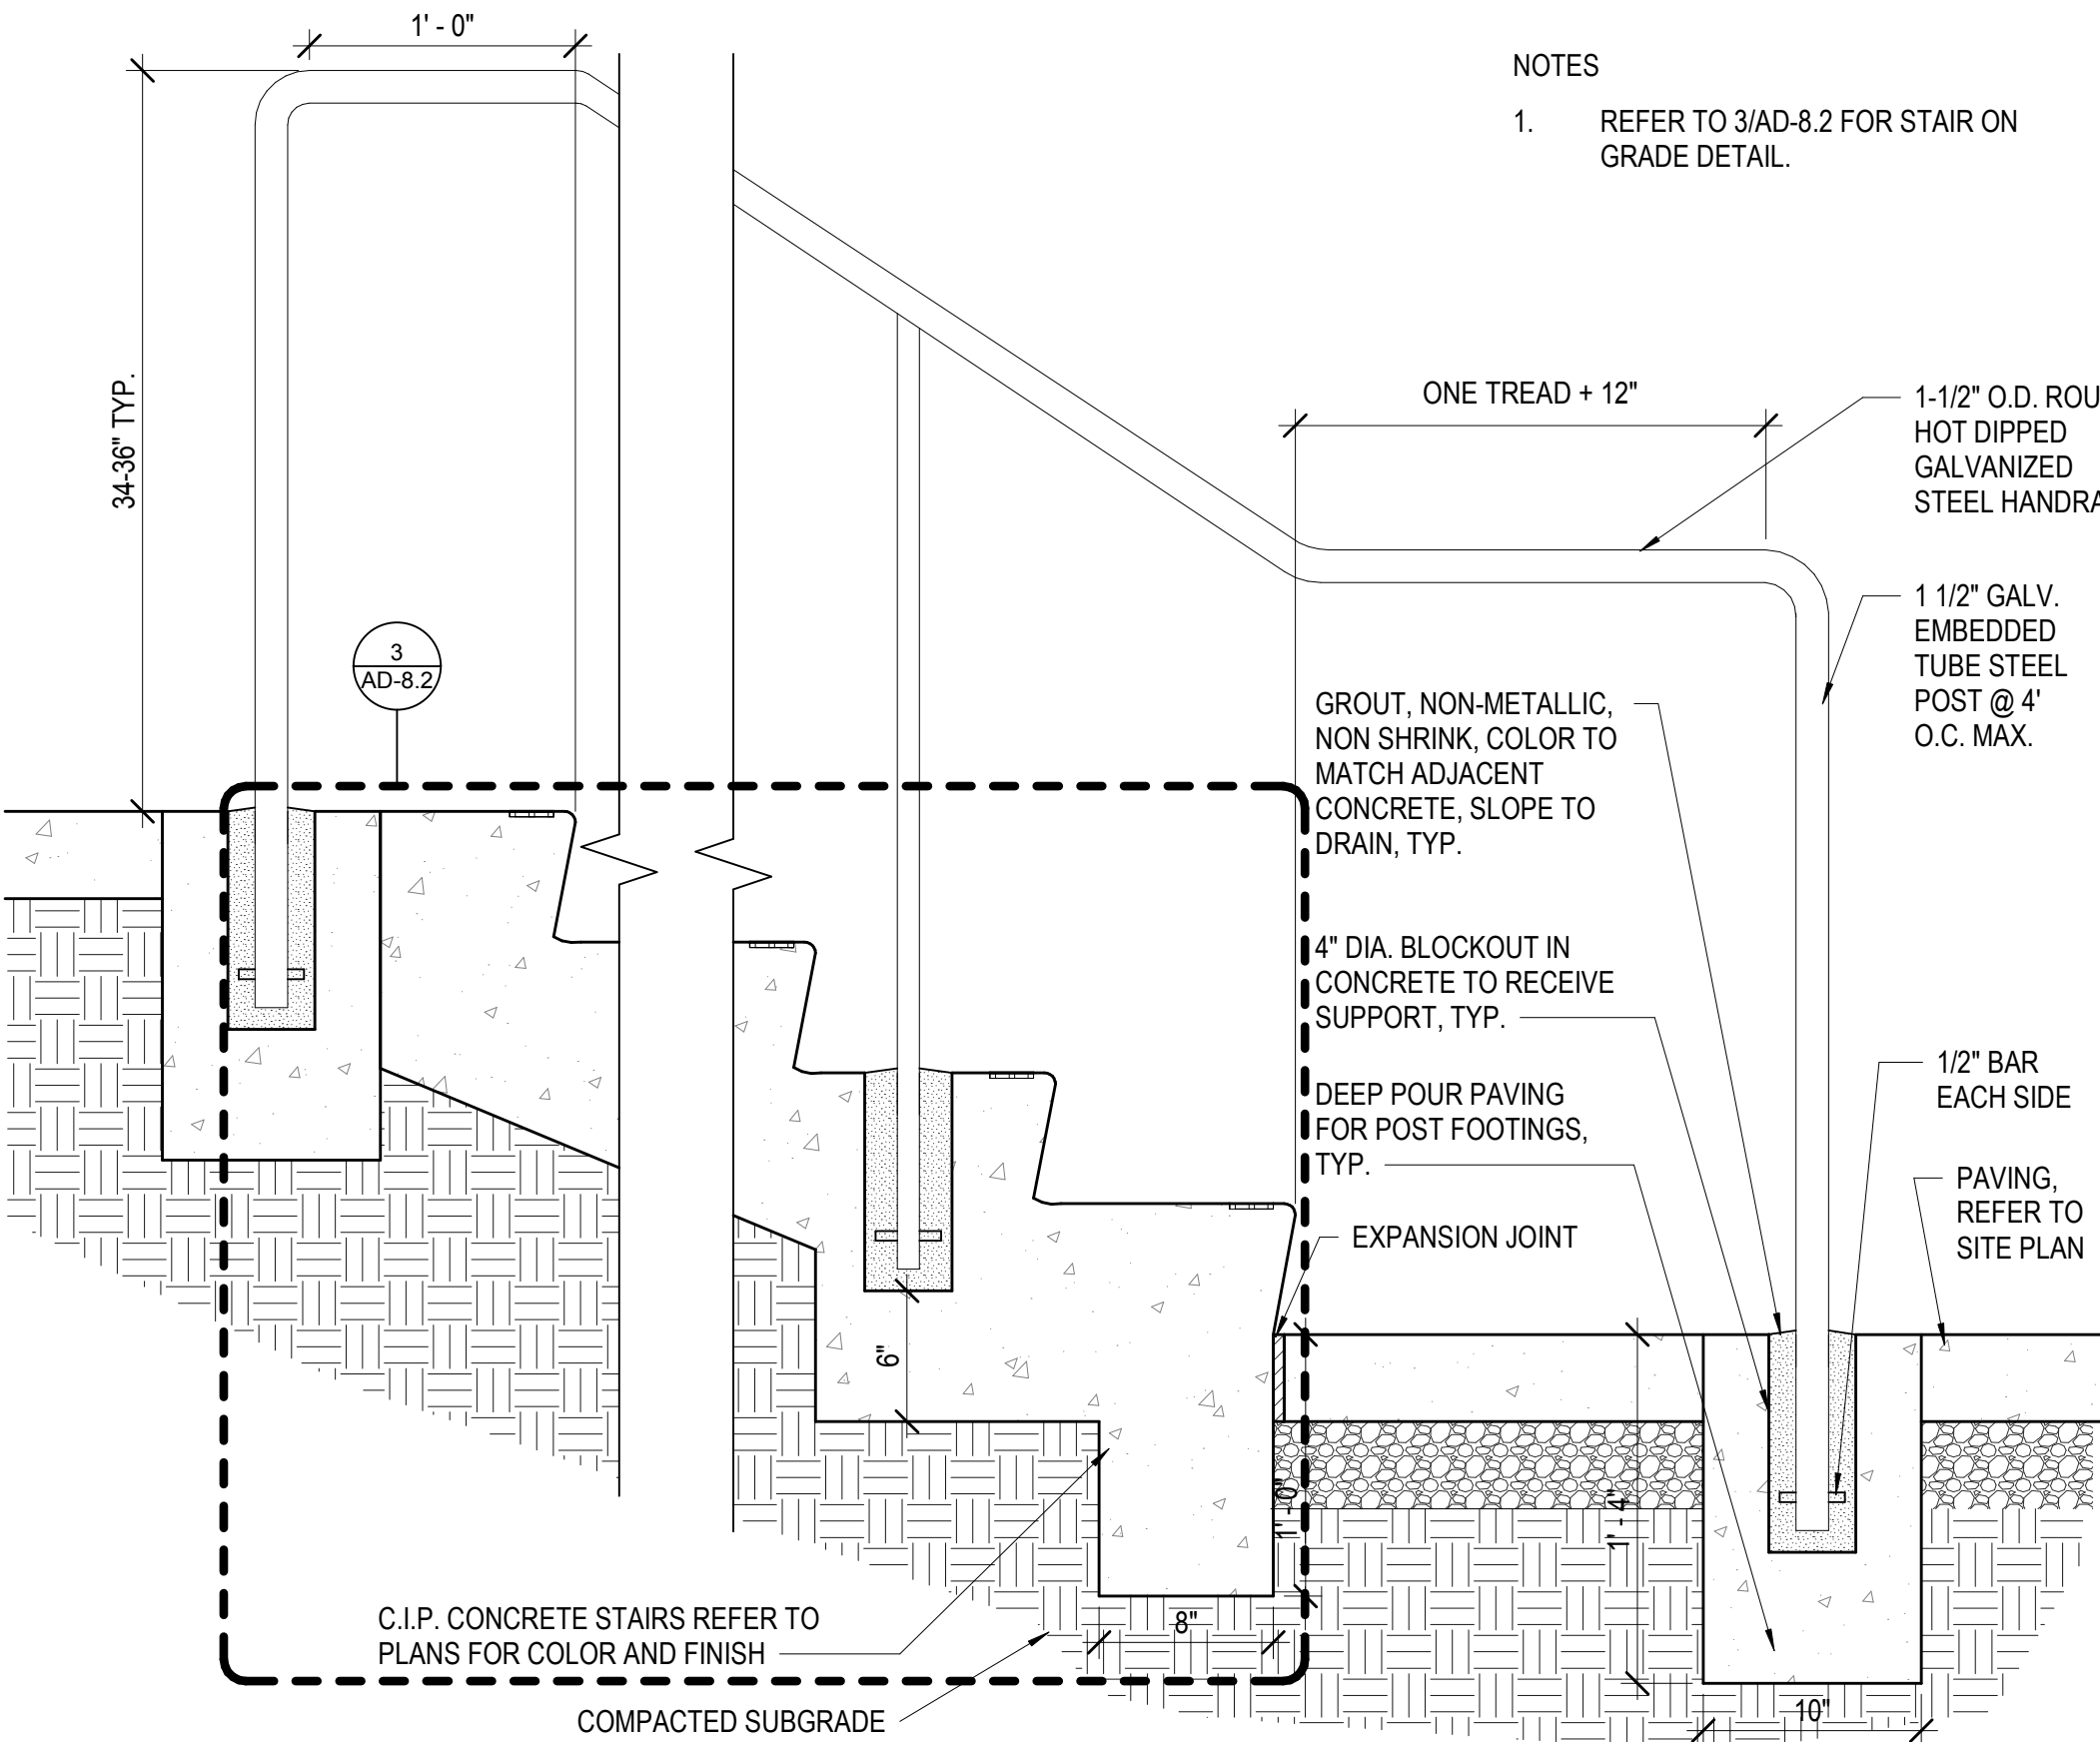 1' - 0"
NOTES
1. REFER TO 3/AD-8.2 FOR STAIR ON
GRADE DETAIL.
34-36" TYP.
ONE TREAD + 12"
1-1/2" O.D. ROU
HOT DIPPED
GALVANIZED
STEEL HANDRA
3
AD-8.2
1 1/2" GALV.
EMBEDDED
TUBE STEEL
POST @ 4'
O.C. MAX.
GROUT, NON-METALLIC,
NON SHRINK, COLOR TO
MATCH ADJACENT
CONCRETE, SLOPE TO
DRAIN, TYP.
4" DIA. BLOCKOUT IN
CONCRETE TO RECEIVE
SUPPORT, TYP.
DEEP POUR PAVING
FOR POST FOOTINGS,
TYP.
1/2" BAR
EACH SIDE
PAVING,
REFER TO
SITE PLAN
EXPANSION JOINT
6"
1' - 0"
1' - 4"
8"
10"
C.I.P. CONCRETE STAIRS REFER TO
PLANS FOR COLOR AND FINISH
COMPACTED SUBGRADE